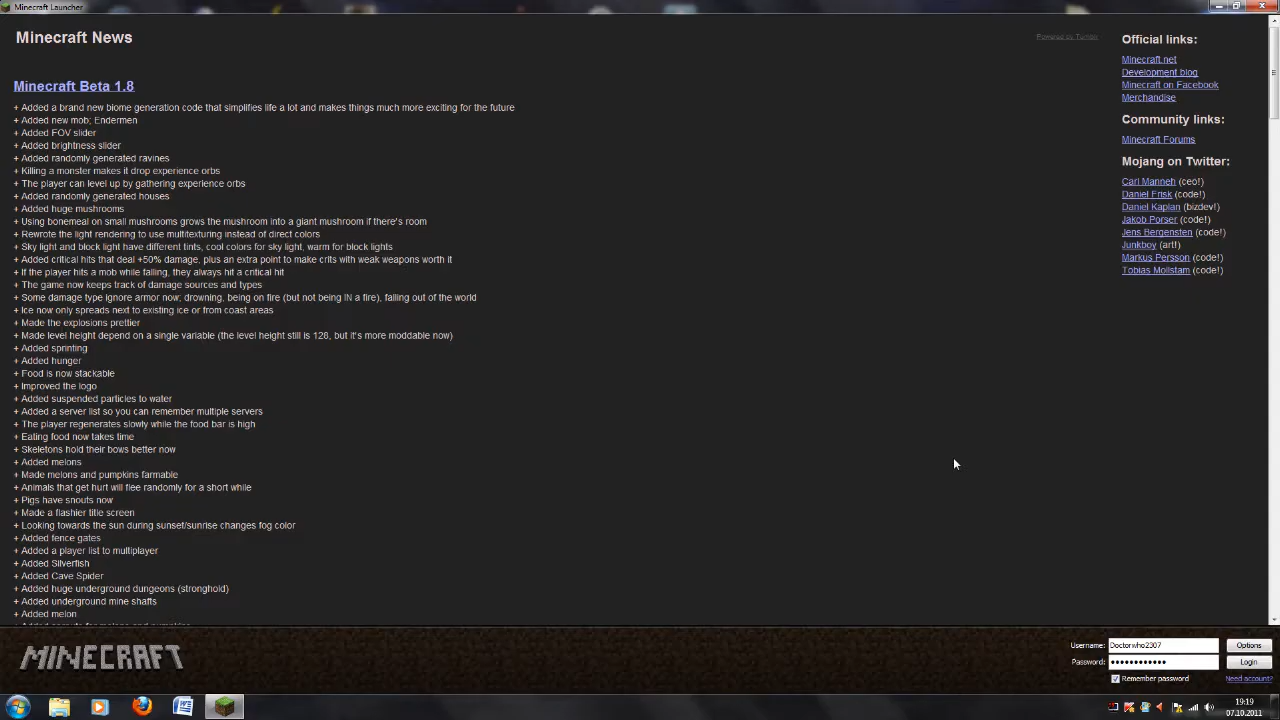 Minecraft Launcher
Minecraft News
Powered by Tumblr
Minecraft Beta 1.8
+ Added a brand new biome generation code that simplifies life a lot and makes things much more exciting for the future
+ Added new mob; Endermen
+ Added FOV slider
+ Added brightness slider
+ Added randomly generated ravines
+ Killing a monster makes it drop experience orbs
+ The player can level up by gathering experience orbs
+ Added randomly generated houses
+ Added huge mushrooms
+ Using bonemeal on small mushrooms grows the mushroom into a giant mushroom if there's room
+ Rewrote the light rendering to use multitexturing instead of direct colors
+ Sky light and block light have different tints, cool colors for sky light, warm for block lights
+ Added critical hits that deal +50% damage, plus an extra point to make crits with weak weapons worth it
+ If the player hits a mob while falling, they always hit a critical hit
+ The game now keeps track of damage sources and types
+ Some damage type ignore armor now; drowning, being on fire (but not being IN a fire), falling out of the world
+ Ice now only spreads next to existing ice or from coast areas
+ Made the explosions prettier
+ Made level height depend on a single variable (the level height still is 128, but it's more moddable now)
+ Added sprinting
+ Added hunger
+ Food is now stackable
+ Improved the logo
+ Added suspended particles to water
+ Added a server list so you can remember multiple servers
+ The player regenerates slowly while the food bar is high
+ Eating food now takes time
+ Skeletons hold their bows better now
+ Added melons
+ Made melons and pumpkins farmable
+ Animals that get hurt will flee randomly for a short while
+ Pigs have snouts now
+ Made a flashier title screen
+ Looking towards the sun during sunset/sunrise changes fog color
+ Added fence gates
+ Added a player list to multiplayer
+ Added Silverfish
+ Added Cave Spider
+ Added huge underground dungeons (stronghold)
+ Added underground mine shafts
+ Added melon
Official links:
Minecraft.net
Development blog
Minecraft on Facebook
Merchandise
Community links:
Minecraft Forums
Mojang on Twitter:
Carl Manneh (ceo!)
Daniel Frisk (code!)
Daniel Kaplan (bizdev!)
Jakob Porser (code!)
Jens Bergensten (code!)
Junkboy (art!)
Markus Persson (code!)
Tobias Mollstam (code!)
MINECRAFT
Username: Doctorwho2307 Options
Password: ●●●●●●●●●●●● Login
Remember password Need account?
19:19
07.10.2011